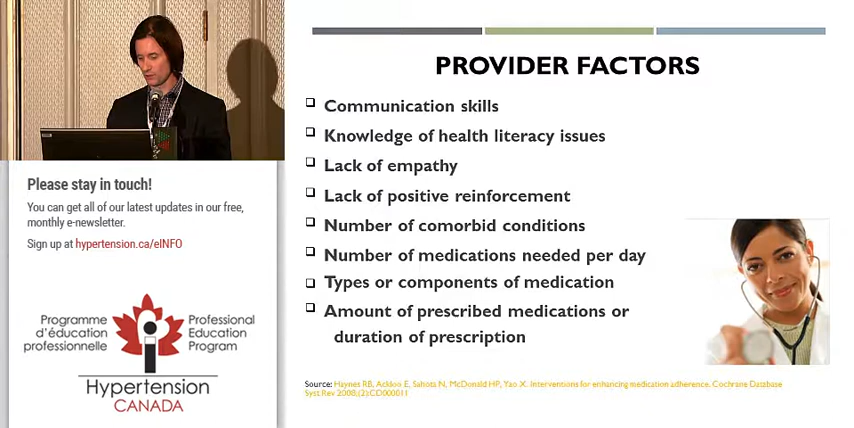 Please stay in touch!
You can get all of our latest updates in our free,
monthly e-newsletter.
Sign up at hypertension.ca/eINFO
Programme
d'éducation
professionnelle
Professional
Education
Program
Hypertension
CANADA
PROVIDER FACTORS
Communication skills
Knowledge of health literacy issues
Lack of empathy
Lack of positive reinforcement
Number of comorbid conditions
Number of medications needed per day
Types or components of medication
Amount of prescribed medications or
duration of prescription
Source: Haynes RB, Ackloo E, Sahota N, McDonald HP, Yao X. Interventions for enhancing medication adherence. Cochrane Database
Syst Rev 2008;(2):CD000011